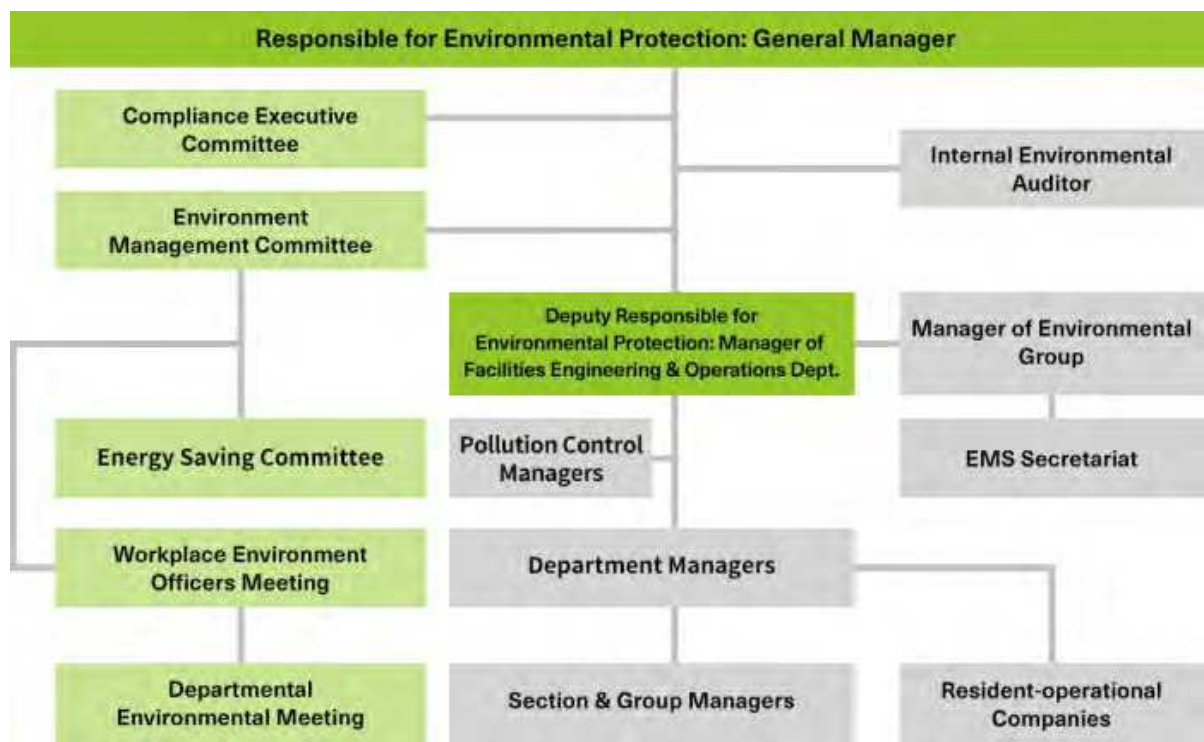 Responsible for Environmental Protection: General Manager
Compliance Executive
Committee
Internal Environmental
Auditor
Environment
Management Committee
Deputy Responsible for
Environmental Protection: Manager of
Facilities Engineering & Operations Dept.
Manager of Environmental
Group
Energy Saving Committee
Pollution Control
Managers
EMS Secretariat
Workplace Environment
Officers Meeting
Department Managers
Departmental
Environmental Meeting
Section & Group Managers
Resident-operational
Companies